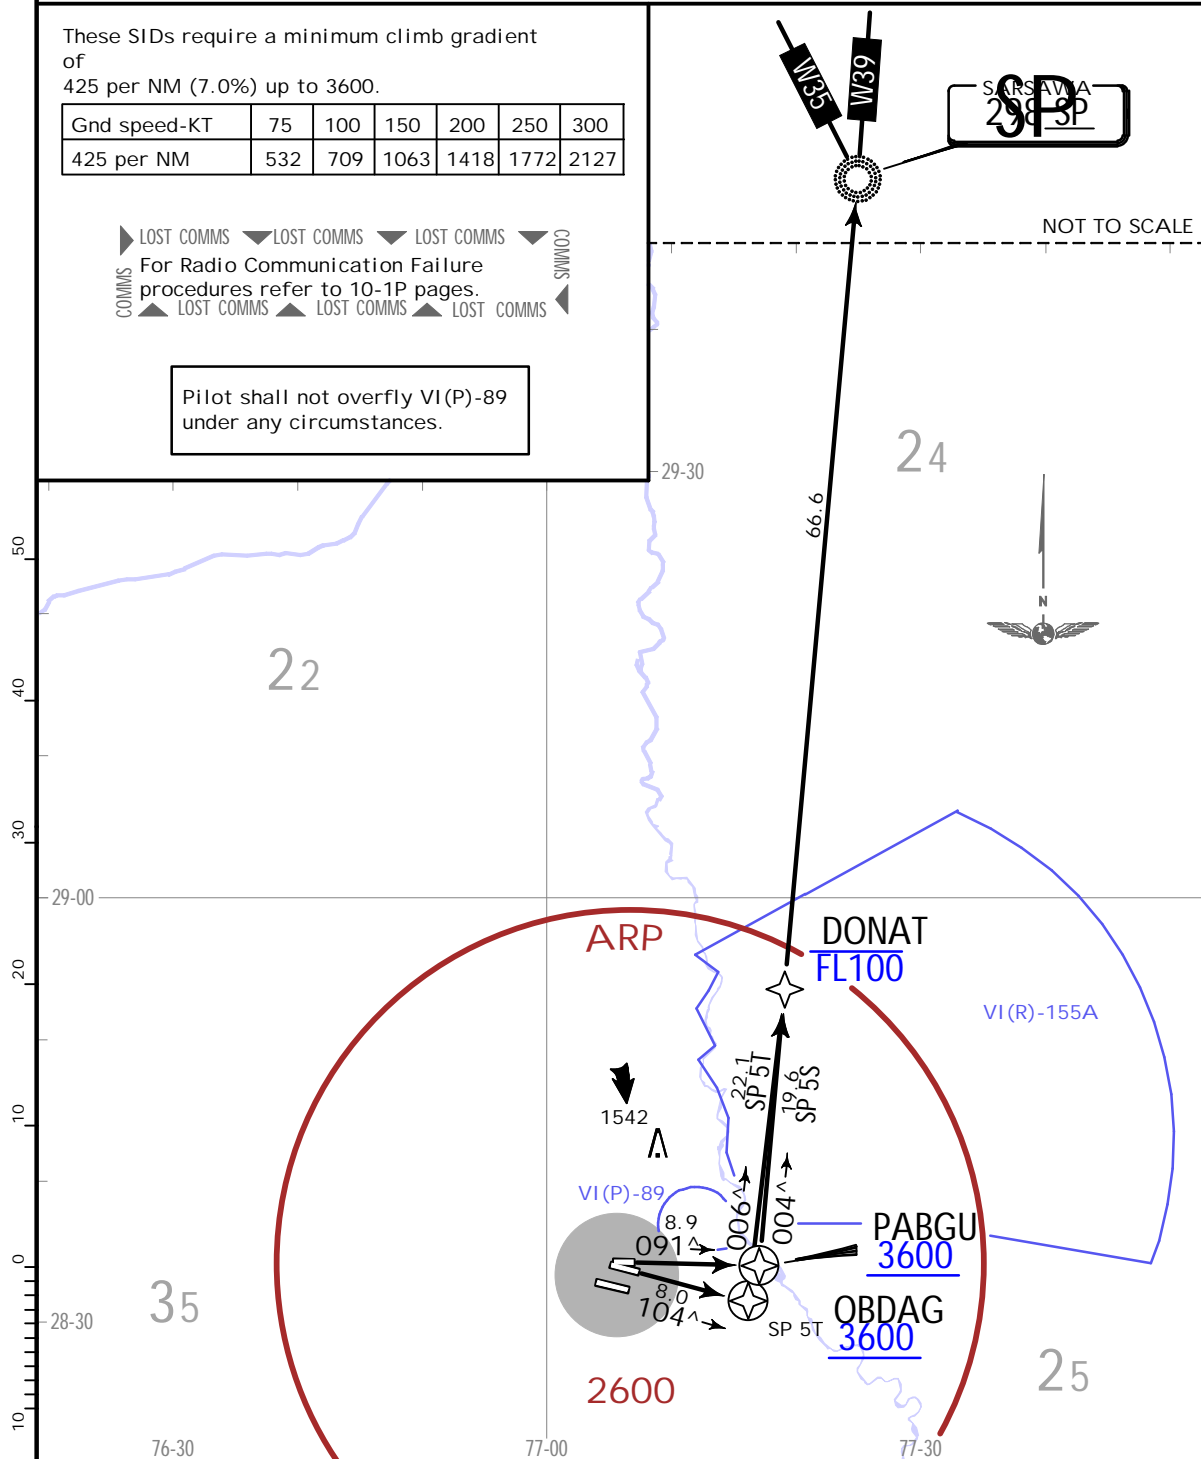 These SIDs require a minimum climb gradient
of
425 per NM (7.0%) up to 3600.
Gnd speed-KT 75 100 150 200 250 300
425 per NM 532 709 1063 1418 1772 2127
LOST COMMS LOST COMMS LOST COMMS COMMS
For Radio Communication Failure
procedures refer to 10-1P pages.
COMMS LOST COMMS LOST COMMS LOST COMMS
Pilot shall not overfly VI(P)-89
under any circumstances.
W35
W39
SARSAWA
SP
298 SP
NOT TO SCALE
29-30
24
66.6
N
22
50
40
30
20
10
0
10
29-00
ARP
DONAT
FL100
VI(R)-155A
22.1
SP 5T
19.6
SP 5S
1542
VI(P)-89
006^
004^
8.9
091^
PABGU
3600
8.0
104^
SP 5T
OBDAG
3600
35
28-30
2600
25
76-30
77-00
77-30